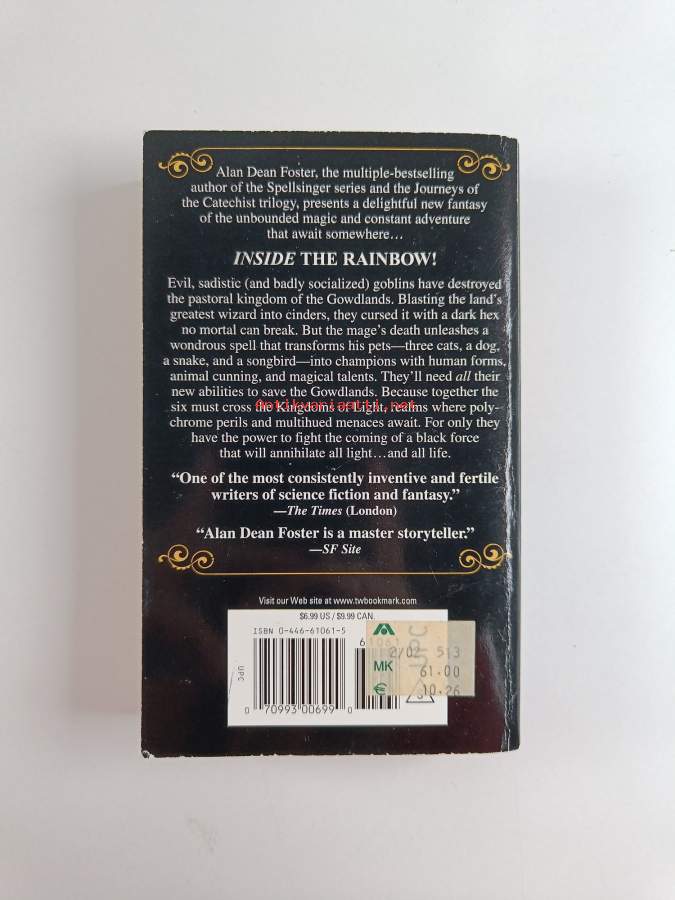 Alan Dean Foster, the multiple-bestselling
author of the Spellsinger series and the Journeys of
the Catechist trilogy, presents a delightful new fantasy
of the unbounded magic and constant adventure
that await somewhere…
INSIDE THE RAINBOW!
Evil, sadistic (and badly socialized) goblins have destroyed
the pastoral kingdom of the Gowdlands. Blasting the land's
greatest wizard into cinders, they cursed it with a dark hex
no mortal can break. But the mage's death unleashes a
wondrous spell that transforms his pets—three cats, a dog,
a snake, and a songbird—into champions with human forms,
animal cunning, and magical talents. They'll need all their
new abilities to save the Gowdlands. Because together the
Antikvariaatti.net
six must cross the Kingdoms of Light, realms where poly-
chrome perils and multihued menaces await. For only they
have the power to fight the coming of a black force
that will annihilate all light…and all life.
“One of the most consistently inventive and fertile
writers of science fiction and fantasy.”
—The Times (London)
“Alan Dean Foster is a master storyteller.”
—SF Site
Visit our Web site at www.twbookmark.com
$6.99 US / $9.99 CAN.
ISBN 0-446-61061-5
UPC
2/02 513
MK 61.00
€ 10.26
UPC
0 70993 00699 0